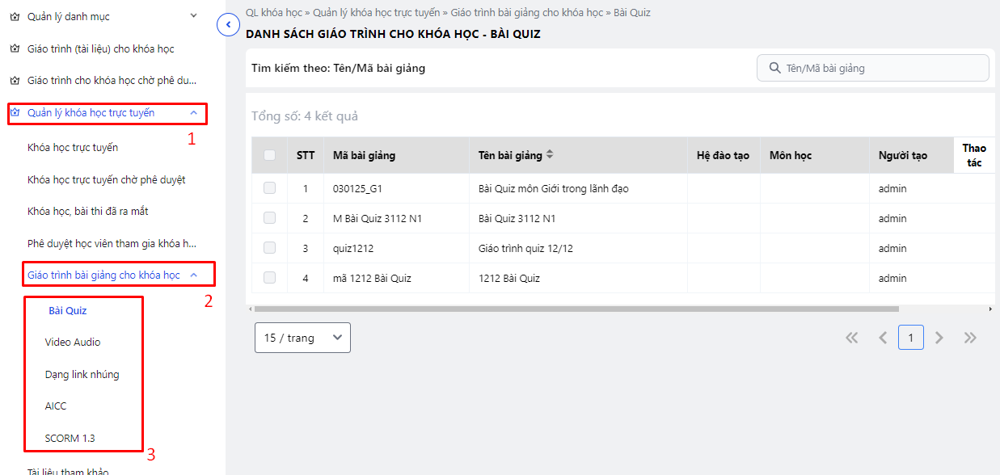 Quản lý danh mục
Giáo trình (tài liệu) cho khóa học
Giáo trình cho khóa học chờ phê du...
Quản lý khóa học trực tuyến
1
Khóa học trực tuyến
Khóa học trực tuyến chờ phê duyệt
Khóa học, bài thi đã ra mắt
Phê duyệt học viên tham gia khóa h...
Giáo trình bài giảng cho khóa học
2
Bài Quiz
Video Audio
Dạng link nhúng
AICC
SCORM 1.3
3
Tài liệu tham khảo
QL khóa học » Quản lý khóa học trực tuyến » Giáo trình bài giảng cho khóa học » Bài Quiz
DANH SÁCH GIÁO TRÌNH CHO KHÓA HỌC - BÀI QUIZ
Tìm kiếm theo: Tên/Mã bài giảng
Tên/Mã bài giảng
Tổng số: 4 kết quả
STT Mã bài giảng Tên bài giảng Hệ đào tạo Môn học Người tạo Thao tác
1 030125_G1 Bài Quiz môn Giới trong lãnh đạo admin
2 M Bài Quiz 3112 N1 Bài Quiz 3112 N1 admin
3 quiz1212 Giáo trình quiz 12/12 admin
4 mã 1212 Bài Quiz 1212 Bài Quiz admin
15 / trang
1